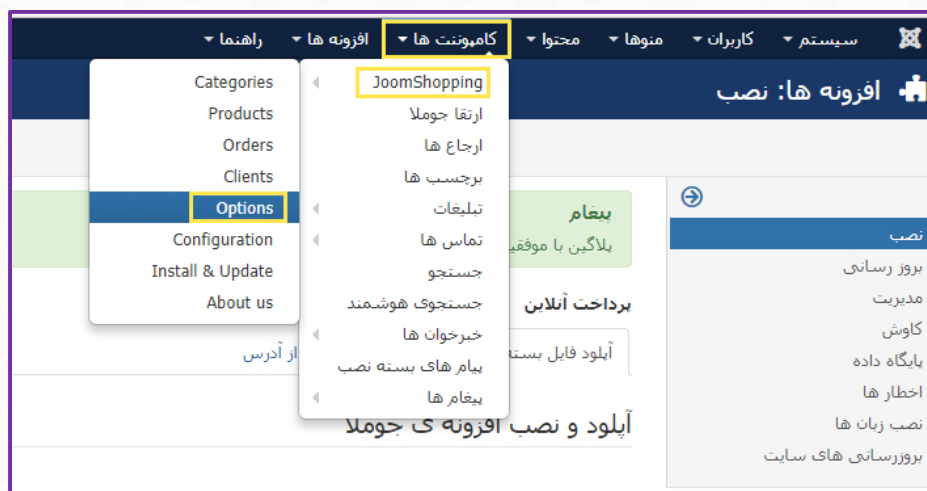 سیستم
کاربران
منوها
محتوا
کامپوننت ها
افزونه ها
راهنما
افزونه ها: نصب
JoomShopping
ارتقا جوملا
ارجاع ها
برچسب ها
تبلیغات
تماس ها
جستجو
جستجوی هوشمند
خبرخوان ها
پیام های بسته نصب
پیغام ها
Categories
Products
Orders
Clients
Options
Configuration
Install & Update
About us
نصب
بروز رسانی
مدیریت
کاوش
پایگاه داده
اخطار ها
نصب زبان ها
بروزرسانی های سایت
پیغام
پلاگین با
پرداخت آنلاین
آپلود فایل بسته
از آدرس
آپلود و نصب افزونه ی جوملا